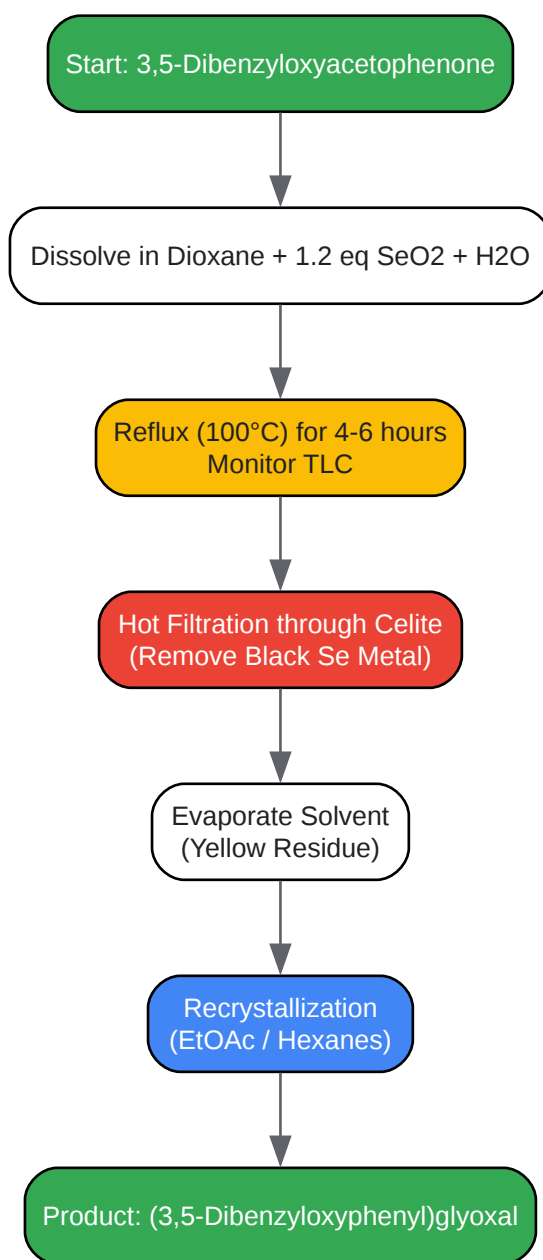 Start: 3,5-Dibenzyloxyacetophenone
Dissolve in Dioxane + 1.2 eq SeO2 + H2O
Reflux (100°C) for 4-6 hours
Monitor TLC
Hot Filtration through Celite
(Remove Black Se Metal)
Evaporate Solvent
(Yellow Residue)
Recrystallization
(EtOAc / Hexanes)
Product: (3,5-Dibenzyloxyphenyl)glyoxal